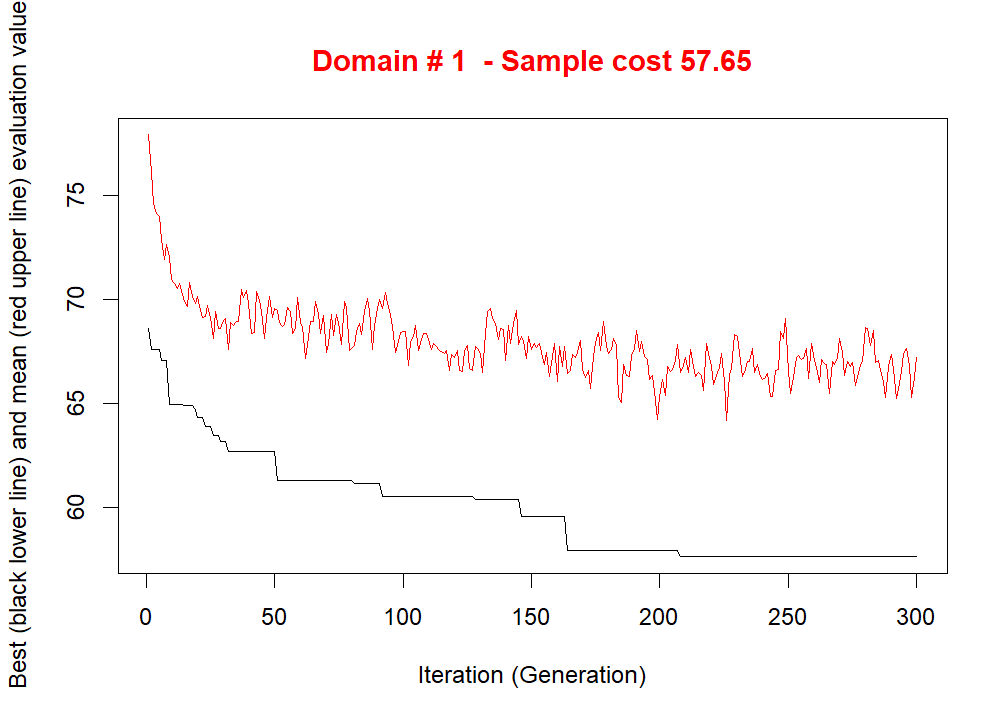 Domain # 1  - Sample cost 57.65
Best (black lower line) and mean (red upper line) evaluation value
75
70
65
60
0 50 100 150 200 250 300
Iteration (Generation)